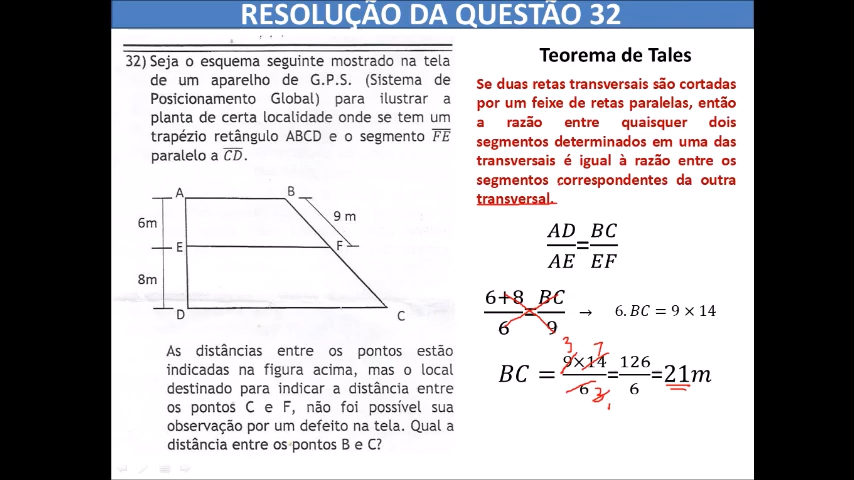 RESOLUÇÃO DA QUESTÃO 32
32) Seja o esquema seguinte mostrado na tela
de um aparelho de G.P.S. (Sistema de
Posicionamento Global) para ilustrar a
planta de certa localidade onde se tem um
trapézio retângulo ABCD e o segmento FE
paralelo a CD.
A
B
6m
9 m
E
F
8m
D
C
As distâncias entre os pontos estão
indicadas na figura acima, mas o local
destinado para indicar a distância entre
os pontos C e F, não foi possível sua
observação por um defeito na tela. Qual a
distância entre os pontos B e C?
Teorema de Tales
Se duas retas transversais são cortadas
por um feixe de retas paralelas, então
a razão entre quaisquer dois
segmentos determinados em uma das
transversais é igual à razão entre os
segmentos correspondentes da outra
transversal.
AD/AE=BC/EF
6+8/6=BC/9 → 6.BC = 9 × 14
3 7
BC = 9×14/6=126/6=21m
3
1